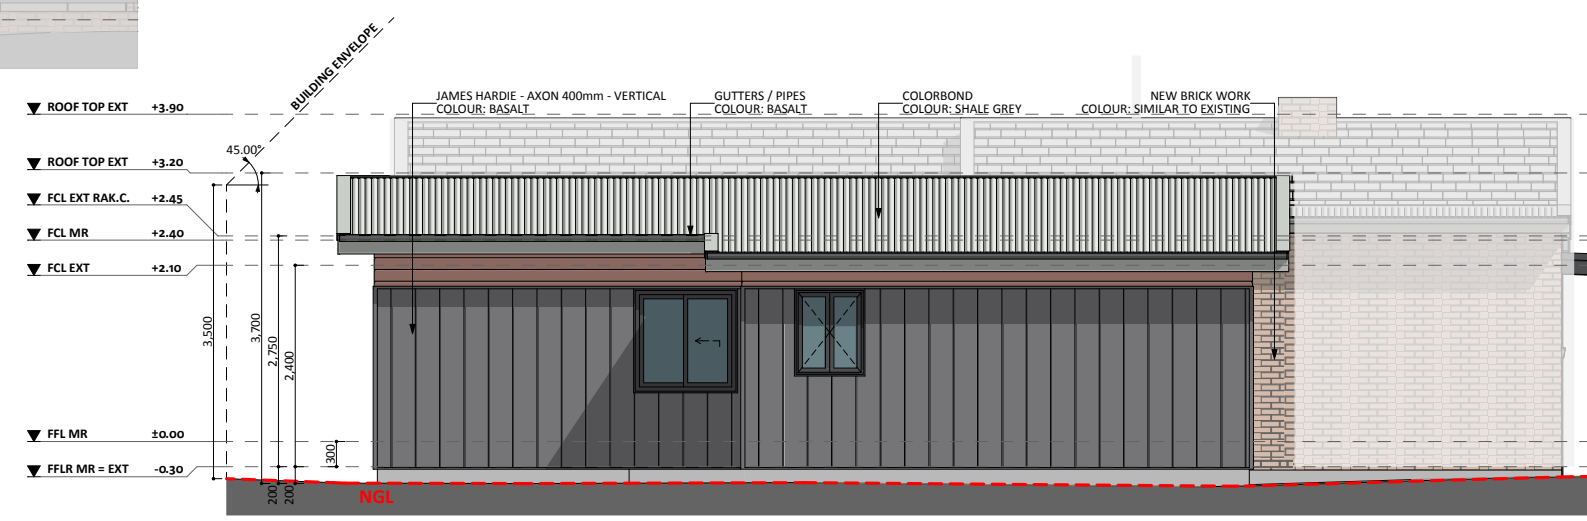 BUILDING ENVELOPE
JAMES HARDIE - AXON 400mm - VERTICAL
COLOUR: BASALT
GUTTERS / PIPES
COLOUR: BASALT
COLORBOND
COLOUR: SHALE GREY
NEW BRICK WORK
COLOUR: SIMILAR TO EXISTING
ROOF TOP EXT +3.90
45.00°
ROOF TOP EXT +3.20
FCL EXT RAK.C. +2.45
FCL MR +2.40
FCL EXT +2.10
3,500
3,700
2,750
2,400
FFL MR ±0.00
300
FFLR MR = EXT -0.30
200
200
NGL